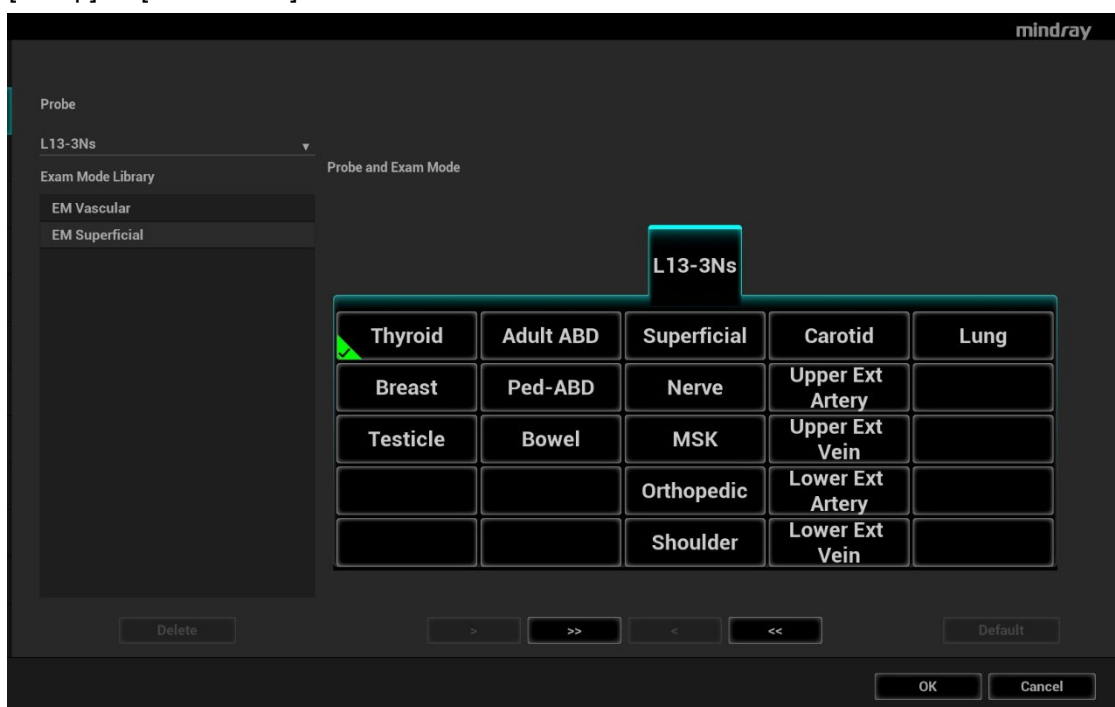 mindray
Probe
L13-3Ns
Exam Mode Library
EM Vascular
EM Superficial
Probe and Exam Mode
L13-3Ns
Thyroid Adult ABD Superficial Carotid Lung
Breast Ped-ABD Nerve Upper Ext Artery
Testicle Bowel MSK Upper Ext Vein
Orthopedic Lower Ext Artery
Shoulder Lower Ext Vein
Delete > >> < << Default
OK Cancel